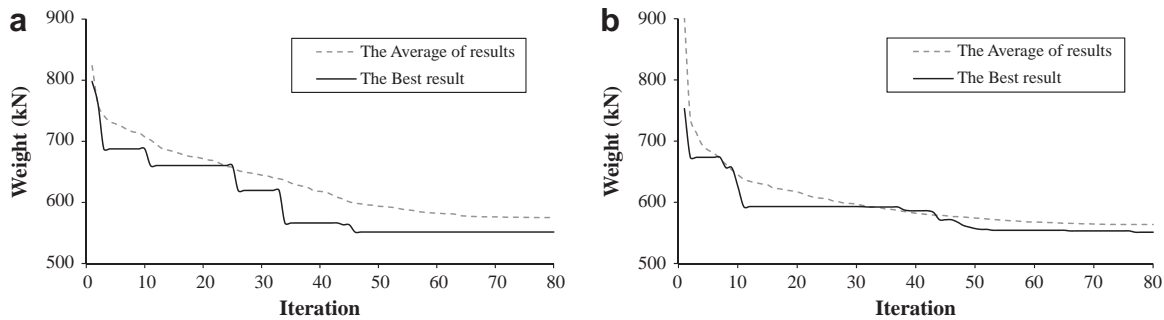 a
900
800
700
600
500
Weight (kN)
The Average of results
The Best result
0 10 20 30 40 50 60 70 80
Iteration
b
900
800
700
600
500
Weight (kN)
The Average of results
The Best result
0 10 20 30 40 50 60 70 80
Iteration